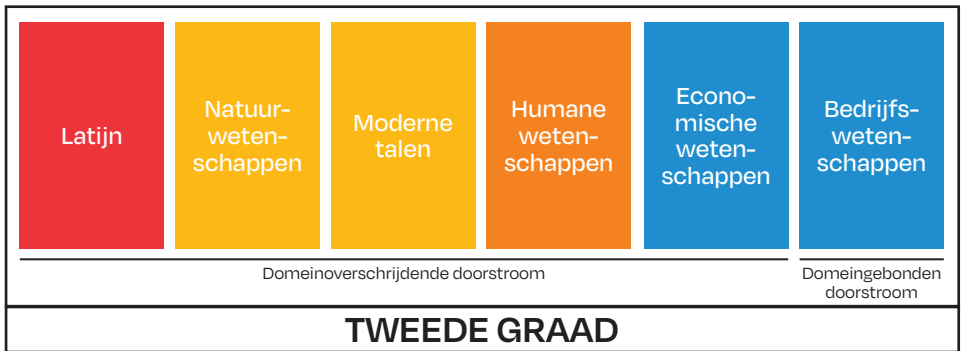 Latijn
Natuur-
weten-
schappen
Moderne
talen
Humane
weten-
schappen
Econo-
mische
weten-
schappen
Bedrijfs-
weten-
schappen
Domeinoverschrijdende doorstroom
Domeingebonden
doorstroom
TWEEDE GRAAD